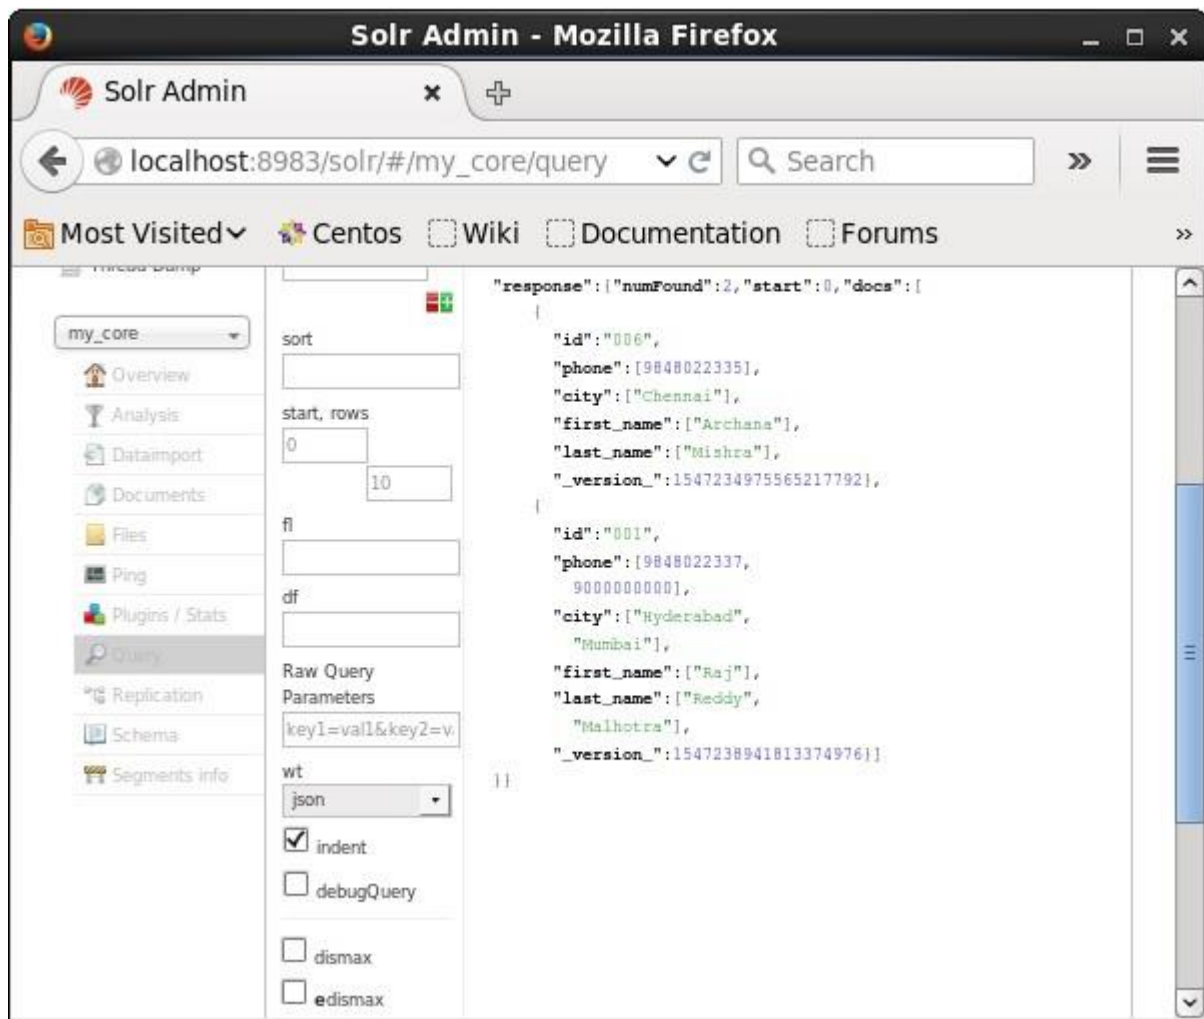 Solr Admin - Mozilla Firefox
Solr Admin
localhost:8983/solr/#/my_core/query
Search
Most Visited
Centos
Wiki
Documentation
Forums
Thread Dump
my_core
Overview
Analysis
Dataimport
Documents
Files
Ping
Plugins / Stats
Query
Replication
Schema
Segments info
sort
start, rows
0
10
fl
df
Raw Query
Parameters
key1=val1&key2=v
wt
json
indent
debugQuery
dismax
edismax
"response":{"numFound":2,"start":0,"docs":[
{
"id":"006",
"phone":[9848022335],
"city":["Chennai"],
"first_name":["Archana"],
"last_name":["Mishra"],
"_version_":1547234975565217792},
{
"id":"001",
"phone":[9848022337,
9000000000],
"city":["Hyderabad",
"Mumbai"],
"first_name":["Raj"],
"last_name":["Reddy",
"Malhotra"],
"_version_":1547238941813374976}]
}}